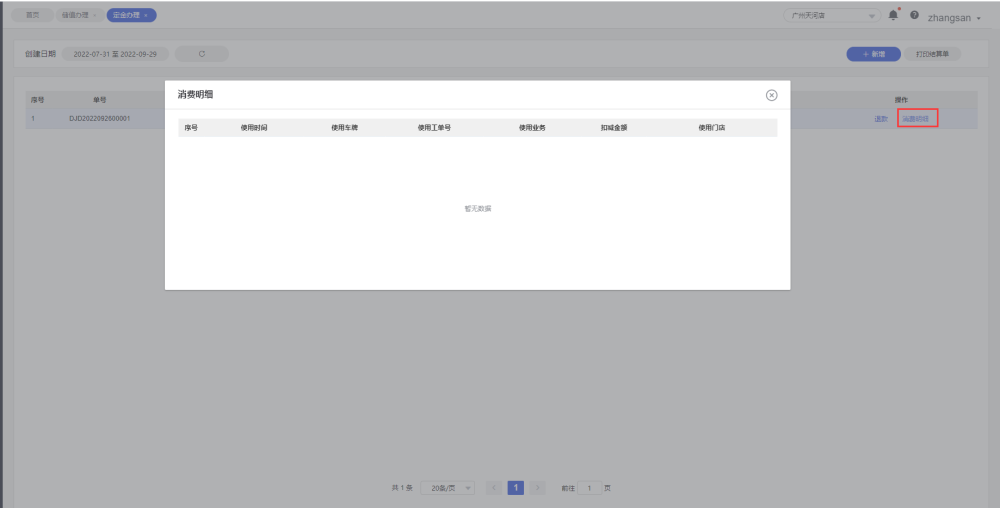 首页 储值办理 × 定金办理 × 广州天河店 zhangsan
创建日期 2022-07-31 至 2022-09-29 + 新增 打印结算单
消费明细
序号 单号 操作
序号 使用时间 使用车牌 使用工单号 使用业务 扣减金额 使用门店
1 DJD2022092600001 退款 消费明细
暂无数据
共 1 条 20条/页 < 1 > 前往 1 页